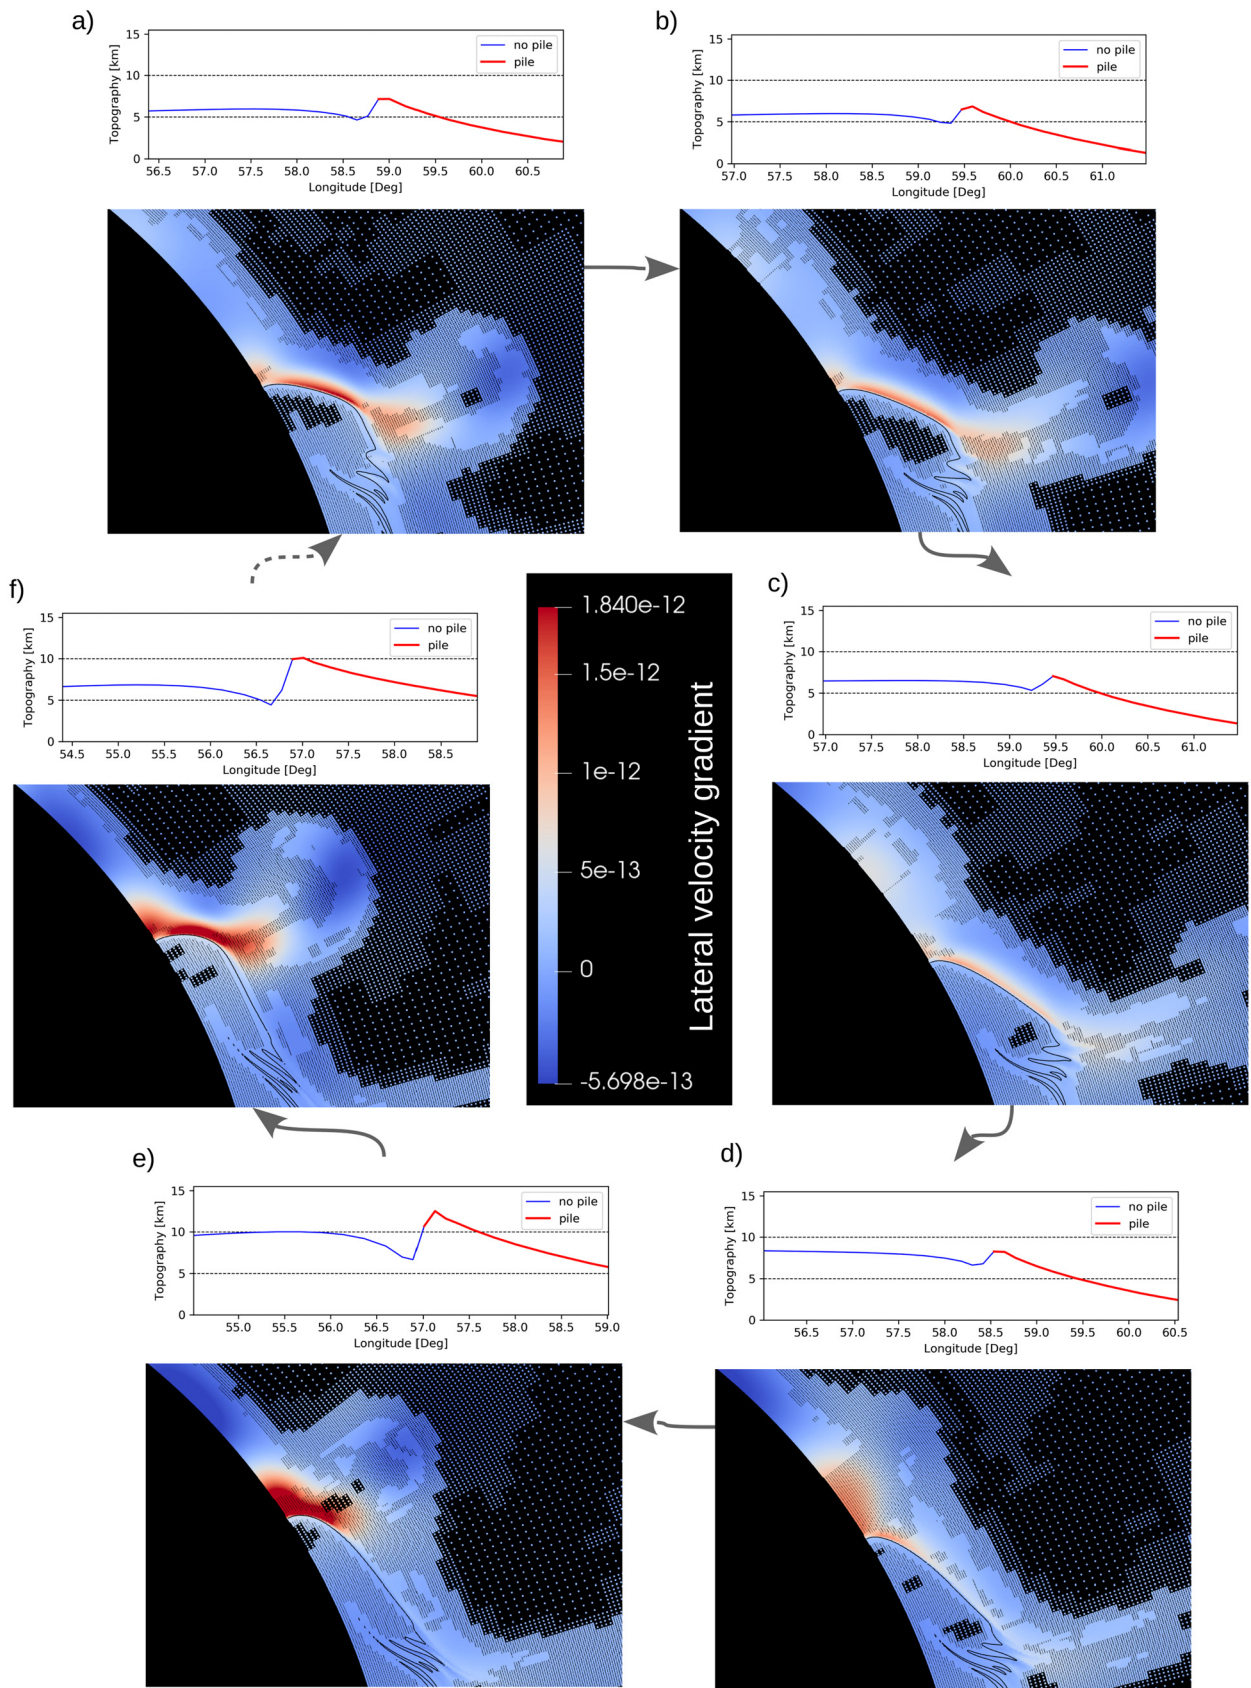 a)
15
10
5
0
Topography [km]
no pile
pile
56.5 57.0 57.5 58.0 58.5 59.0 59.5 60.0 60.5
Longitude [Deg]
b)
15
10
5
0
Topography [km]
no pile
pile
57.0 57.5 58.0 58.5 59.0 59.5 60.0 60.5 61.0
Longitude [Deg]
f)
15
10
5
0
Topography [km]
no pile
pile
54.5 55.0 55.5 56.0 56.5 57.0 57.5 58.0 58.5
Longitude [Deg]
1.840e-12
1.5e-12
1e-12
5e-13
0
-5.698e-13
Lateral velocity gradient
c)
15
10
5
0
Topography [km]
no pile
pile
57.0 57.5 58.0 58.5 59.0 59.5 60.0 60.5 61.0
Longitude [Deg]
e)
15
10
5
0
Topography [km]
no pile
pile
55.0 55.5 56.0 56.5 57.0 57.5 58.0 58.5 59.0
Longitude [Deg]
d)
15
10
5
0
Topography [km]
no pile
pile
56.5 57.0 57.5 58.0 58.5 59.0 59.5 60.0 60.5
Longitude [Deg]